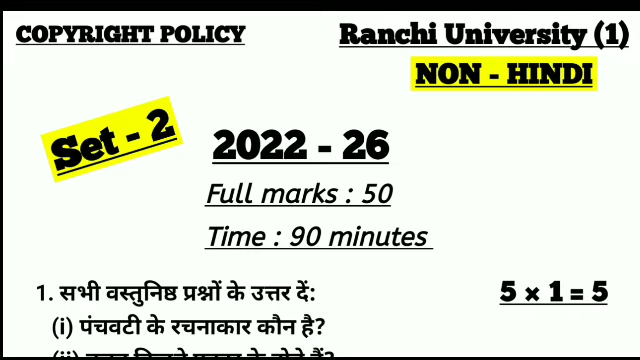 COPYRIGHT POLICY
Ranchi University (1)
NON - HINDI
Set - 2
2022 - 26
Full marks : 50
Time : 90 minutes
1. सभी वस्तुनिष्ठ प्रश्नों के उत्तर दें: 5 × 1 = 5
(i) पंचवटी के रचनाकार कौन है?